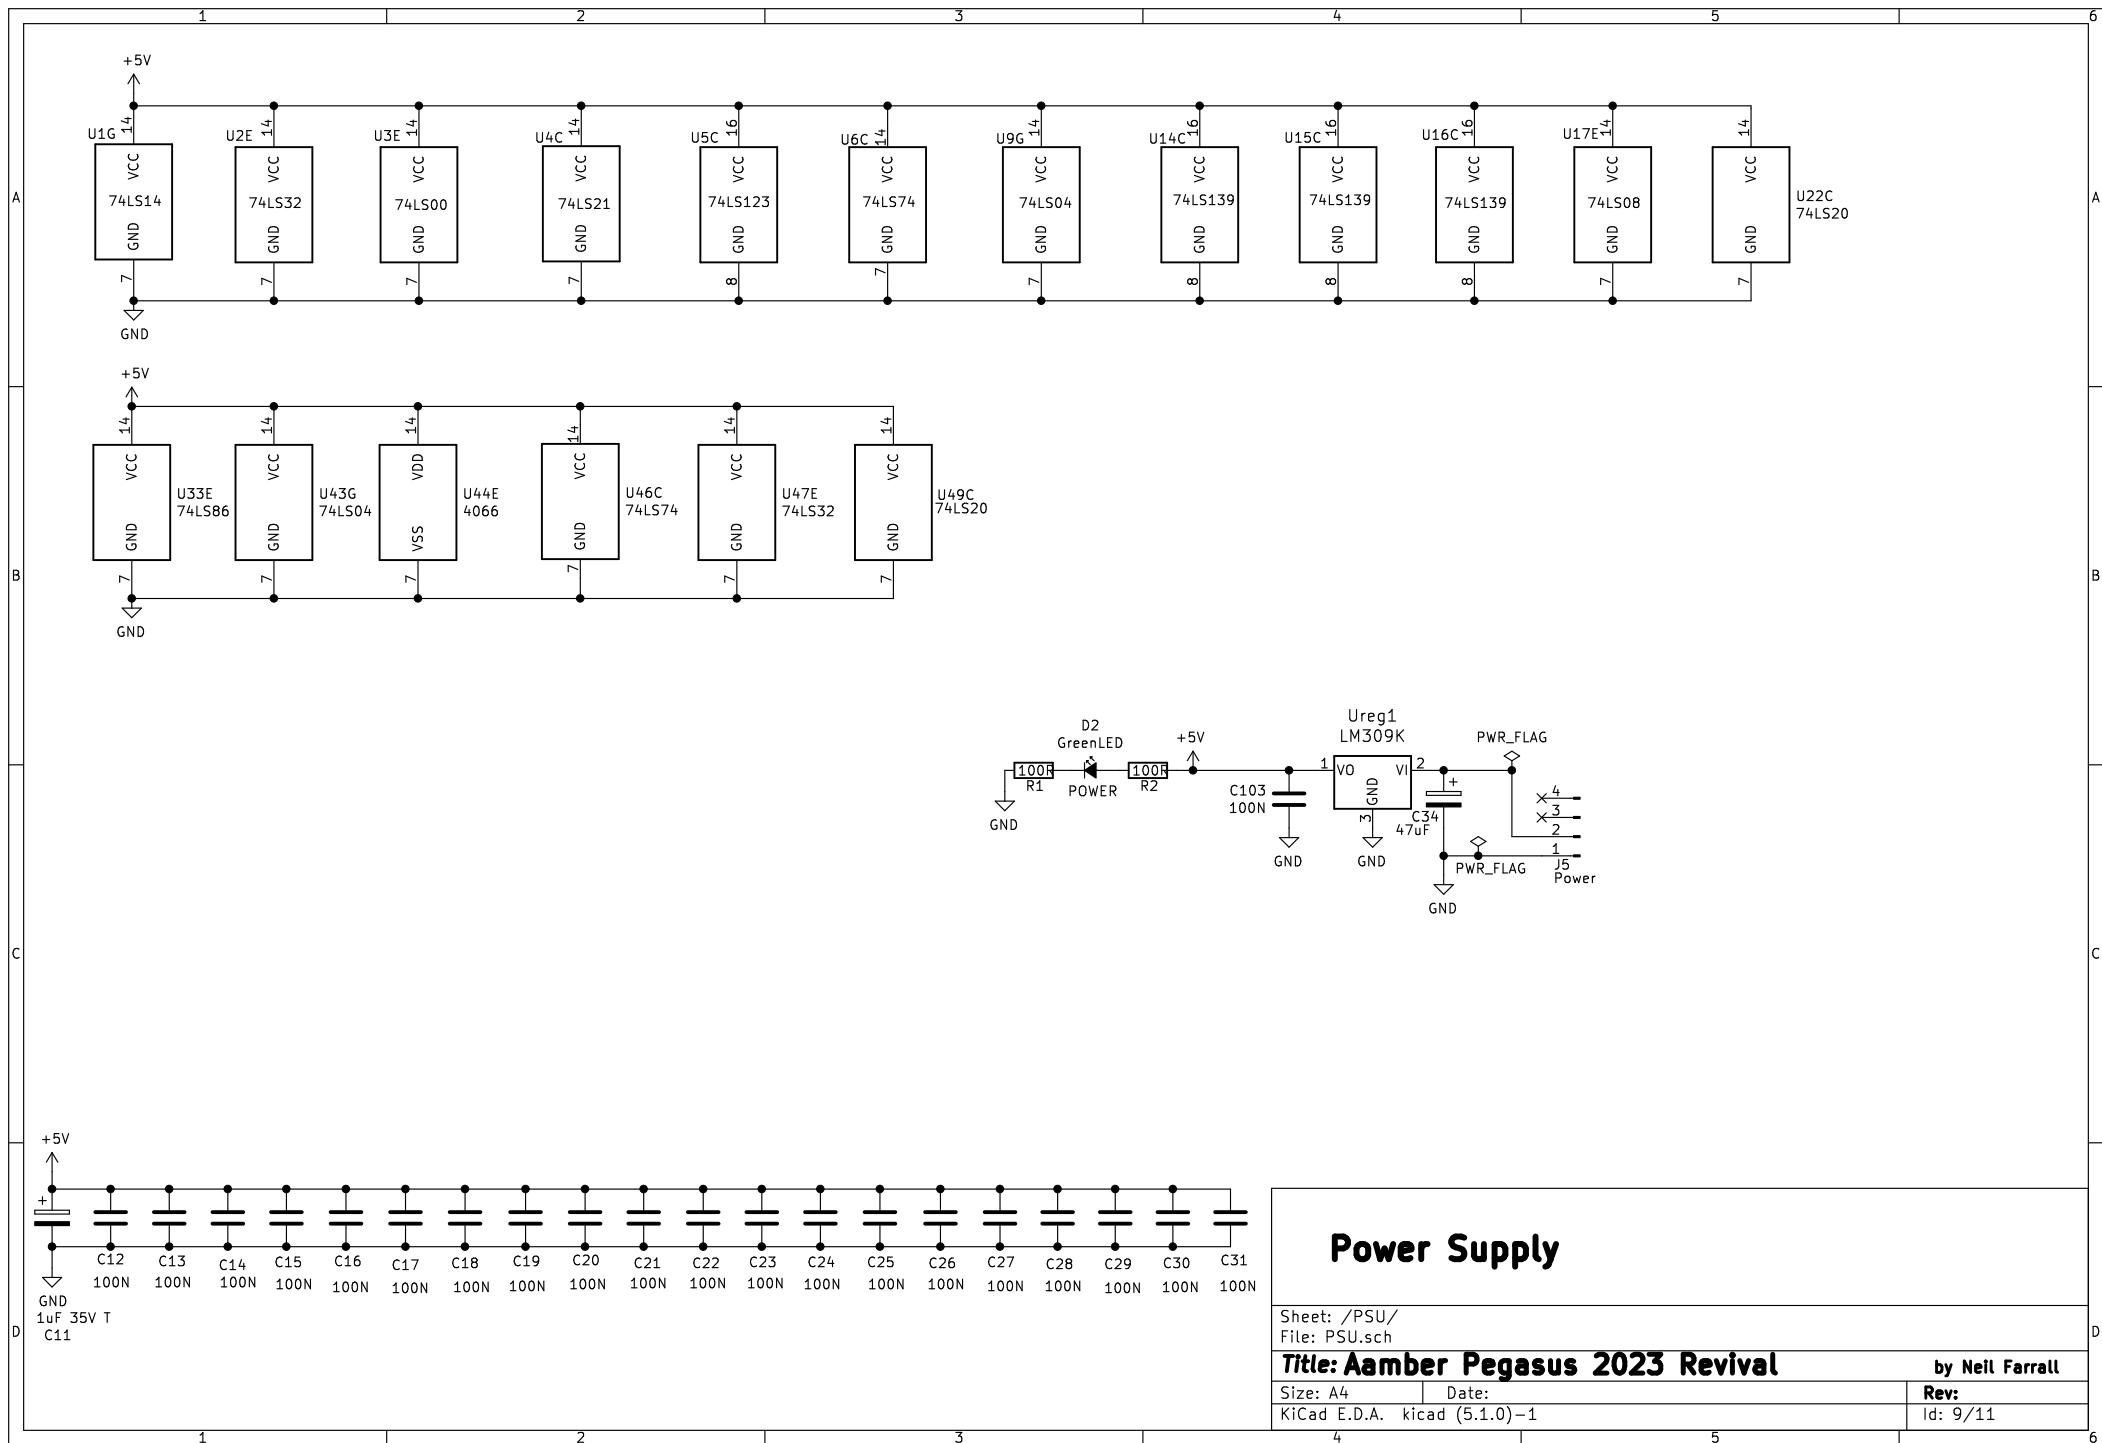 1 2 3 4 5 6
+5V
U1G 14 VCC 74LS14 GND 7
U2E 14 VCC 74LS32 GND 7
U3E 14 VCC 74LS00 GND 7
U4C 14 VCC 74LS21 GND 7
U5C 16 VCC 74LS123 GND 8
U6C 14 VCC 74LS74 GND 7
U9G 14 VCC 74LS04 GND 7
U14C 16 VCC 74LS139 GND 8
U15C 16 VCC 74LS139 GND 8
U16C 16 VCC 74LS139 GND 8
U17E 14 VCC 74LS08 GND 7
14 VCC GND 7 U22C
74LS20
A A
GND
+5V
14 VCC GND 7 U33E
74LS86
14 VCC GND 7 U43G
74LS04
14 VDD VSS 7 U44E
4066
14 VCC GND 7 U46C
74LS74
14 VCC GND 7 U47E
74LS32
14 VCC GND 7 U49C
74LS20
B B
GND
D2
GreenLED
100R
R1
POWER
100R
R2
GND
+5V
C103
100N
GND
Ureg1
LM309K
1 VO VI 2
GND
3
GND
C34
47uF
+
PWR_FLAG
4
3
2
1
J5
Power
PWR_FLAG
GND
C C
+5V
+
GND
1uF 35V T
C11
C12
100N
C13
100N
C14
100N
C15
100N
C16
100N
C17
100N
C18
100N
C19
100N
C20
100N
C21
100N
C22
100N
C23
100N
C24
100N
C25
100N
C26
100N
C27
100N
C28
100N
C29
100N
C30
100N
C31
100N
D D
Power Supply
Sheet: /PSU/
File: PSU.sch
Title: Aamber Pegasus 2023 Revival by Neil Farrall
Size: A4 Date: Rev:
KiCad E.D.A. kicad (5.1.0)-1 Id: 9/11
1 2 3 4 5 6